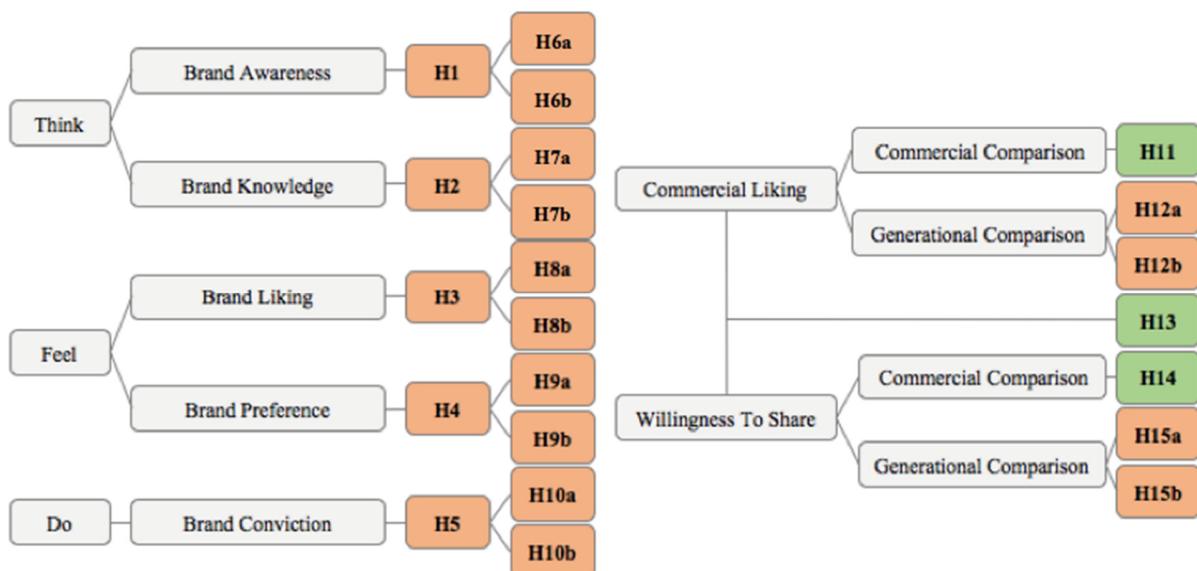 Think
Brand Awareness
H1
H6a
H6b
Brand Knowledge
H2
H7a
H7b
Feel
Brand Liking
H3
H8a
H8b
Brand Preference
H4
H9a
H9b
Do
Brand Conviction
H5
H10a
H10b
Commercial Liking
Commercial Comparison
H11
Generational Comparison
H12a
H12b
H13
Willingness To Share
Commercial Comparison
H14
Generational Comparison
H15a
H15b